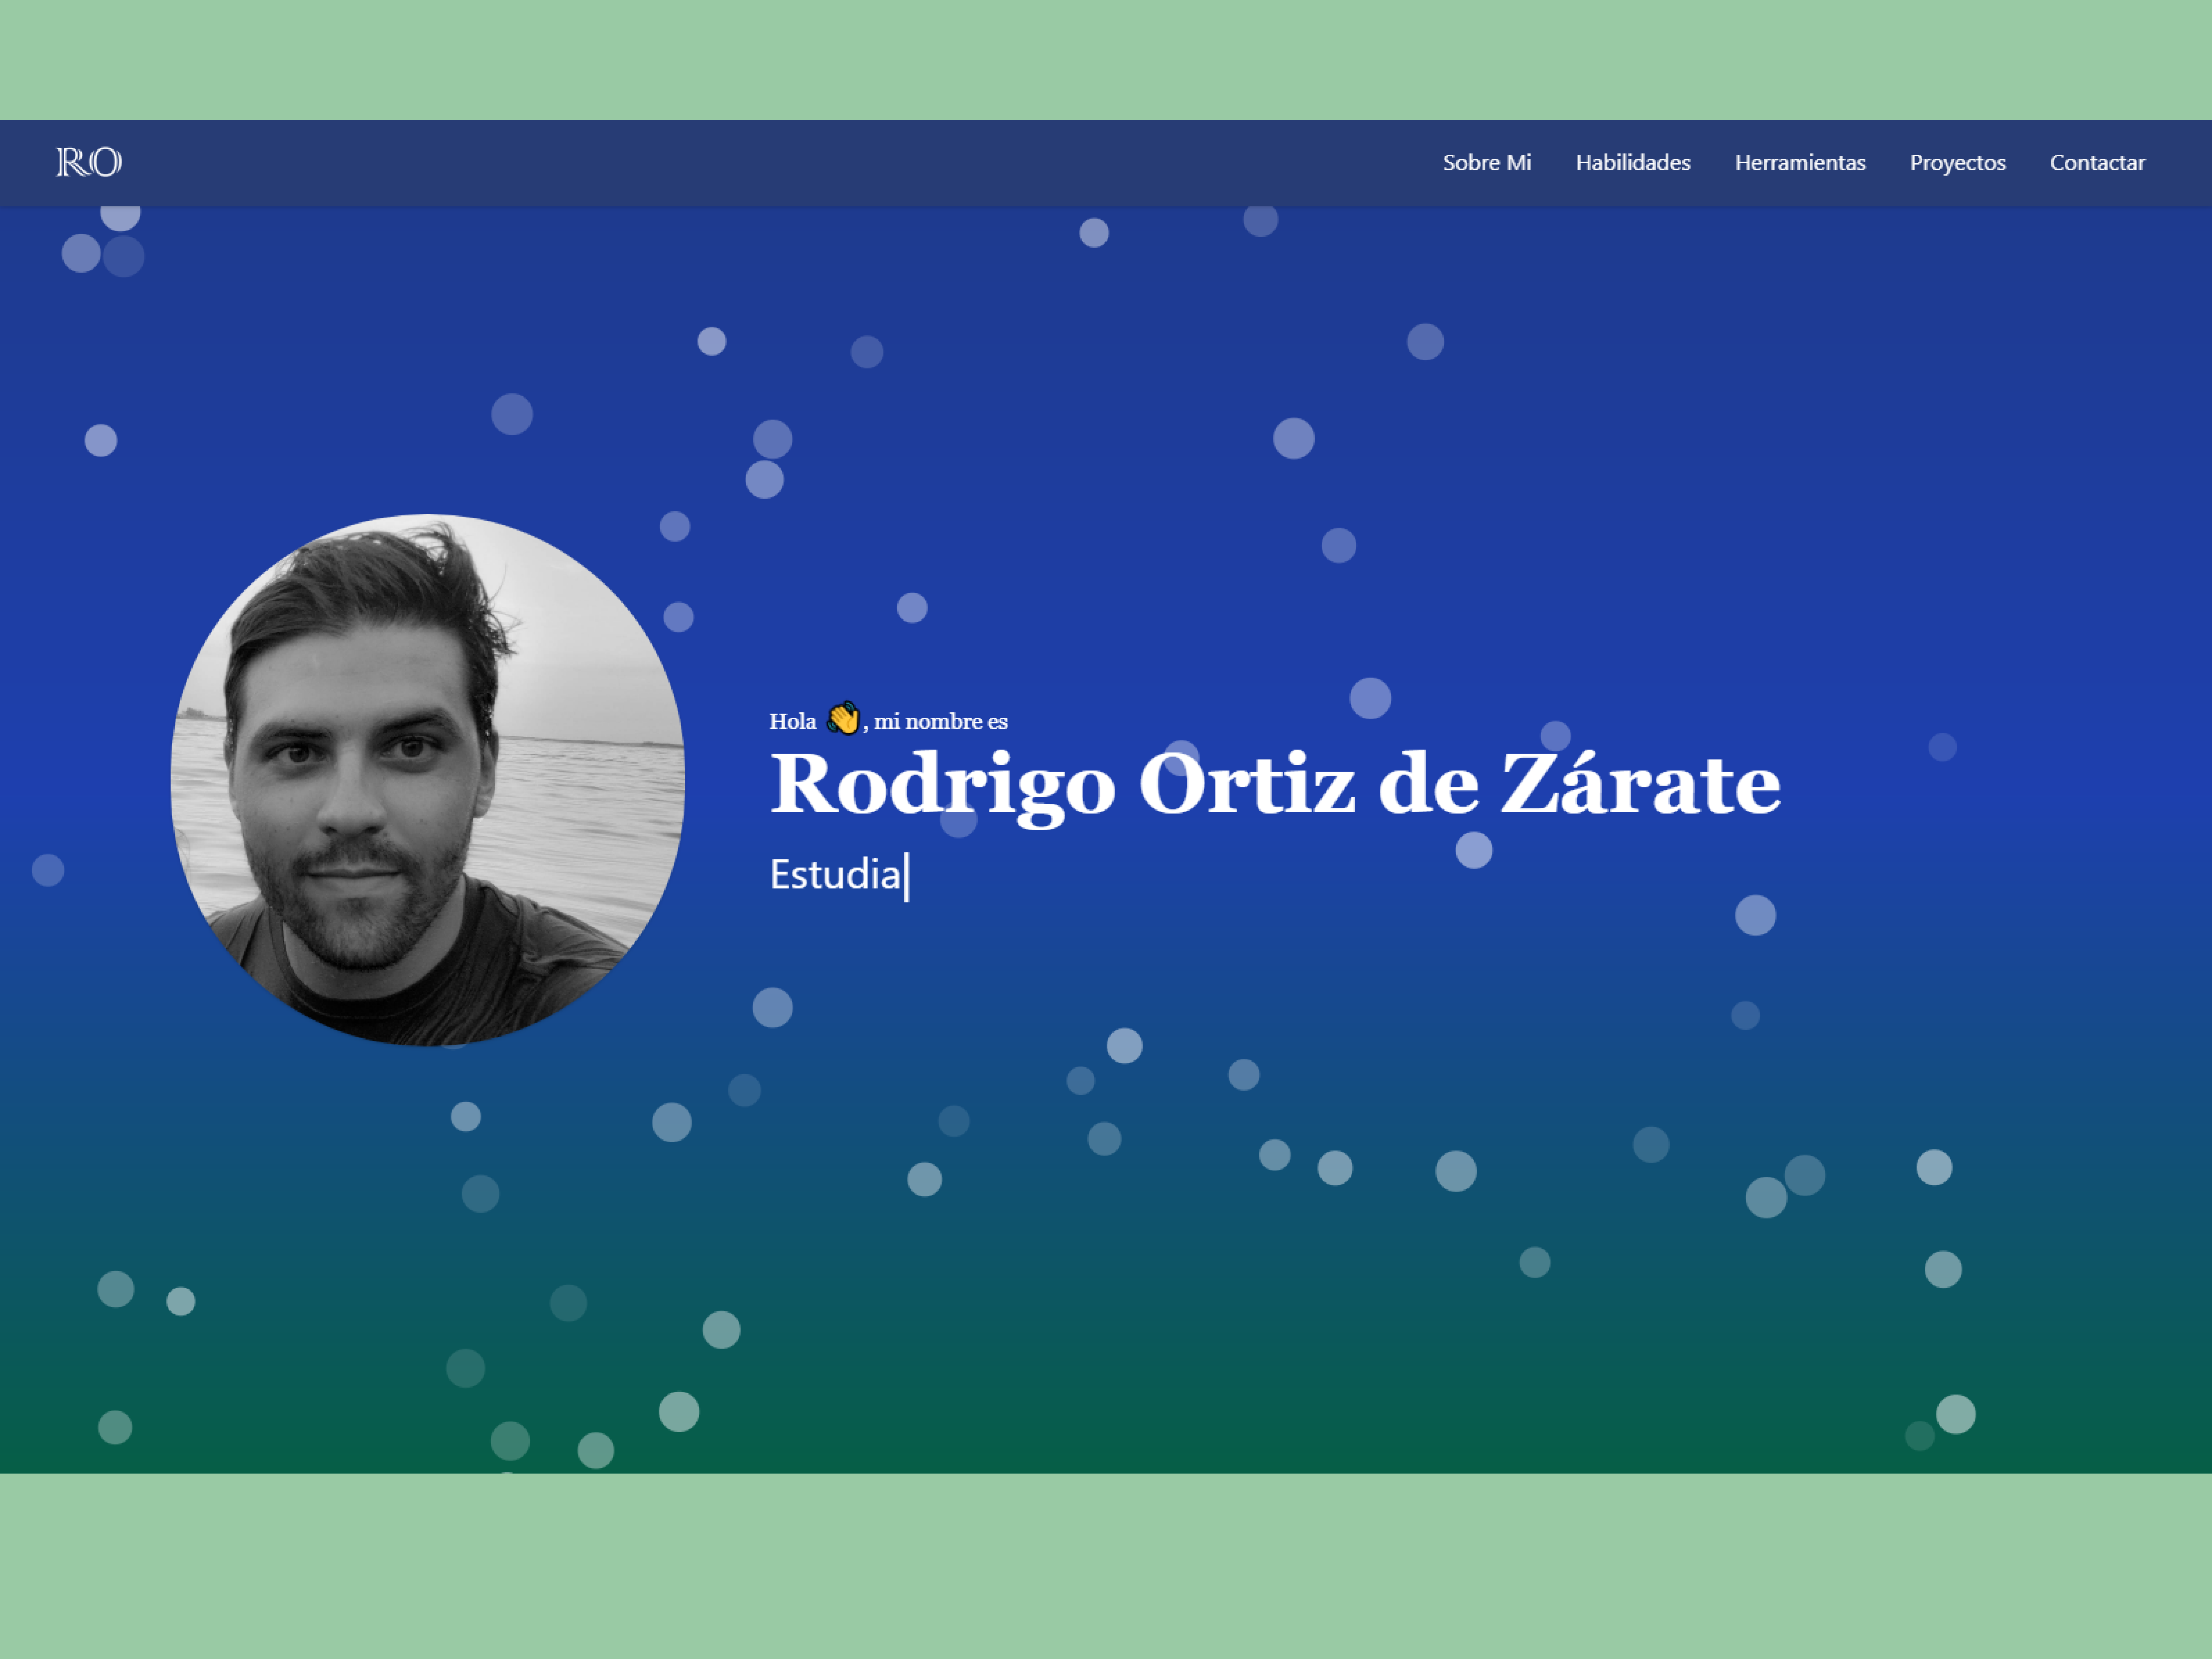 RO
Sobre Mi Habilidades Herramientas Proyectos Contactar
Hola 👋, mi nombre es
Rodrigo Ortiz de Zárate
Estudia